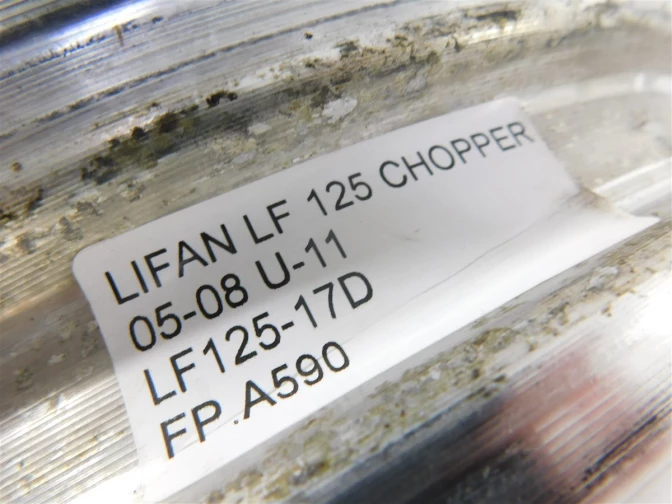 LIFAN LF 125 CHOPPER
05-08 U-11
LF125-17D
FP.A590